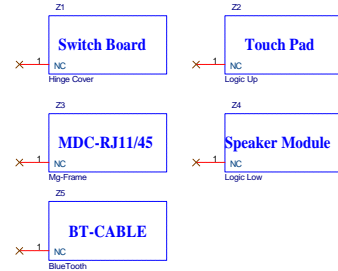 Z1
Switch Board
1
NC
Hinge Cover
Z2
Touch Pad
1
NC
Logic Up
Z3
MDC-RJ11/45
1
NC
Mg-Frame
Z4
Speaker Module
1
NC
Logic Low
Z5
BT-CABLE
1
NC
BlueTooth